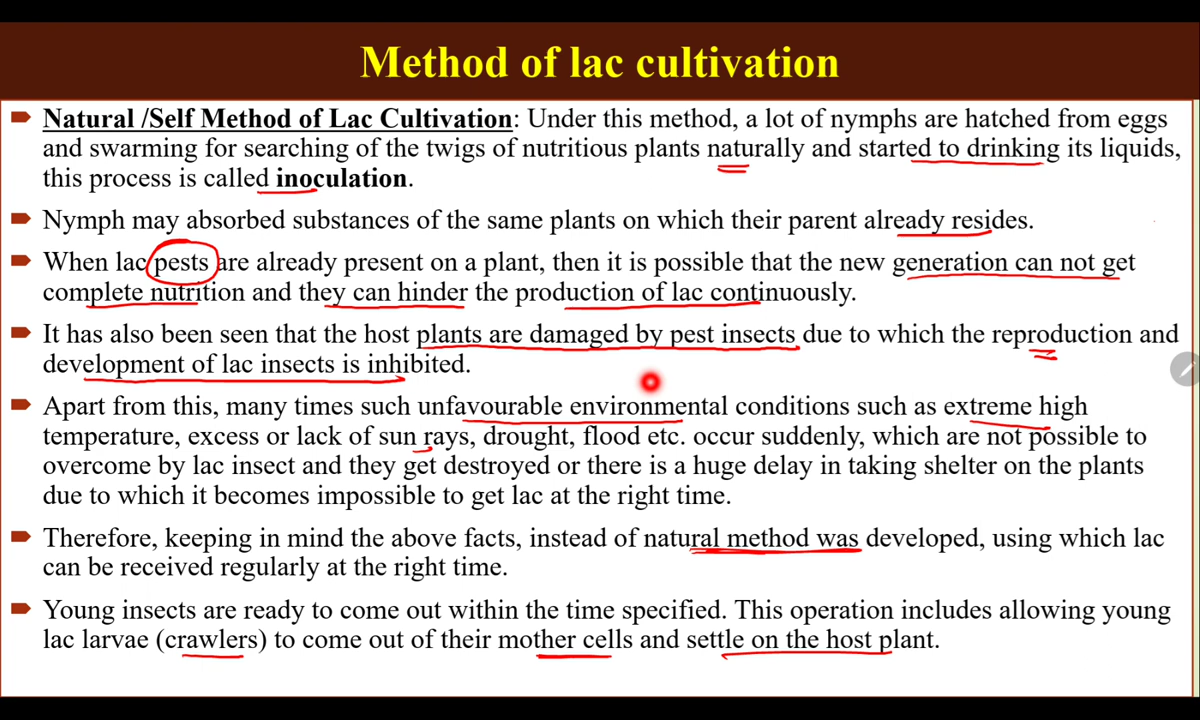 Method of lac cultivation
Natural /Self Method of Lac Cultivation: Under this method, a lot of nymphs are hatched from eggs
and swarming for searching of the twigs of nutritious plants naturally and started to drinking its liquids,
this process is called inoculation.
Nymph may absorbed substances of the same plants on which their parent already resides.
When lac pests are already present on a plant, then it is possible that the new generation can not get
complete nutrition and they can hinder the production of lac continuously.
It has also been seen that the host plants are damaged by pest insects due to which the reproduction and
development of lac insects is inhibited.
Apart from this, many times such unfavourable environmental conditions such as extreme high
temperature, excess or lack of sun rays, drought, flood etc. occur suddenly, which are not possible to
overcome by lac insect and they get destroyed or there is a huge delay in taking shelter on the plants
due to which it becomes impossible to get lac at the right time.
Therefore, keeping in mind the above facts, instead of natural method was developed, using which lac
can be received regularly at the right time.
Young insects are ready to come out within the time specified. This operation includes allowing young
lac larvae (crawlers) to come out of their mother cells and settle on the host plant.